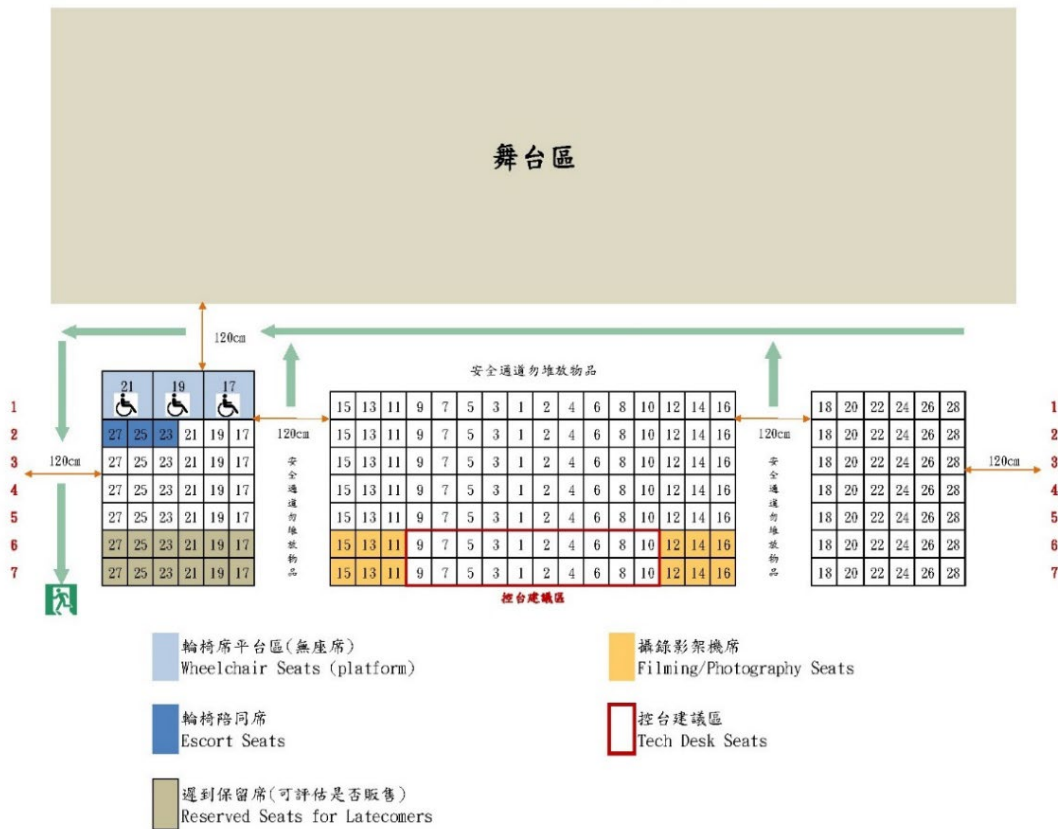 舞台區
120cm
安全通道勿堆放物品
21 19 17
1 15 13 11 9 7 5 3 1 2 4 6 8 10 12 14 16 18 20 22 24 26 28 1
120cm 120cm
2 27 25 23 21 19 17 15 13 11 9 7 5 3 1 2 4 6 8 10 12 14 16 18 20 22 24 26 28 2
3 27 25 23 21 19 17 15 13 11 9 7 5 3 1 2 4 6 8 10 12 14 16 18 20 22 24 26 28 3
120cm 120cm
安全通道勿堆放物品
安全通道勿堆放物品
4 27 25 23 21 19 17 15 13 11 9 7 5 3 1 2 4 6 8 10 12 14 16 18 20 22 24 26 28 4
5 27 25 23 21 19 17 15 13 11 9 7 5 3 1 2 4 6 8 10 12 14 16 18 20 22 24 26 28 5
6 27 25 23 21 19 17 15 13 11 9 7 5 3 1 2 4 6 8 10 12 14 16 18 20 22 24 26 28 6
7 27 25 23 21 19 17 15 13 11 9 7 5 3 1 2 4 6 8 10 12 14 16 18 20 22 24 26 28 7
控台建議區
輪椅席平台區(無座席)
Wheelchair Seats (platform)
輪椅陪同席
Escort Seats
遲到保留席(可評估是否販售)
Reserved Seats for Latecomers
攝錄影架機席
Filming/Photography Seats
控台建議區
Tech Desk Seats